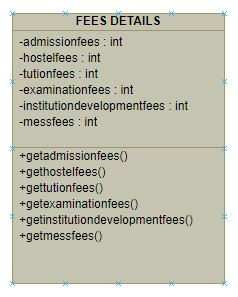 FEES DETAILS
-admissionfees : int
-hostelfees : int
-tutionfees : int
-examinationfees : int
-institutiondevelopmentfees : int
-messfees : int
+getadmissionfees()
+gethostelfees()
+gettutionfees()
+getexaminationfees()
+getinstitutiondevelopmentfees()
+getmessfees()